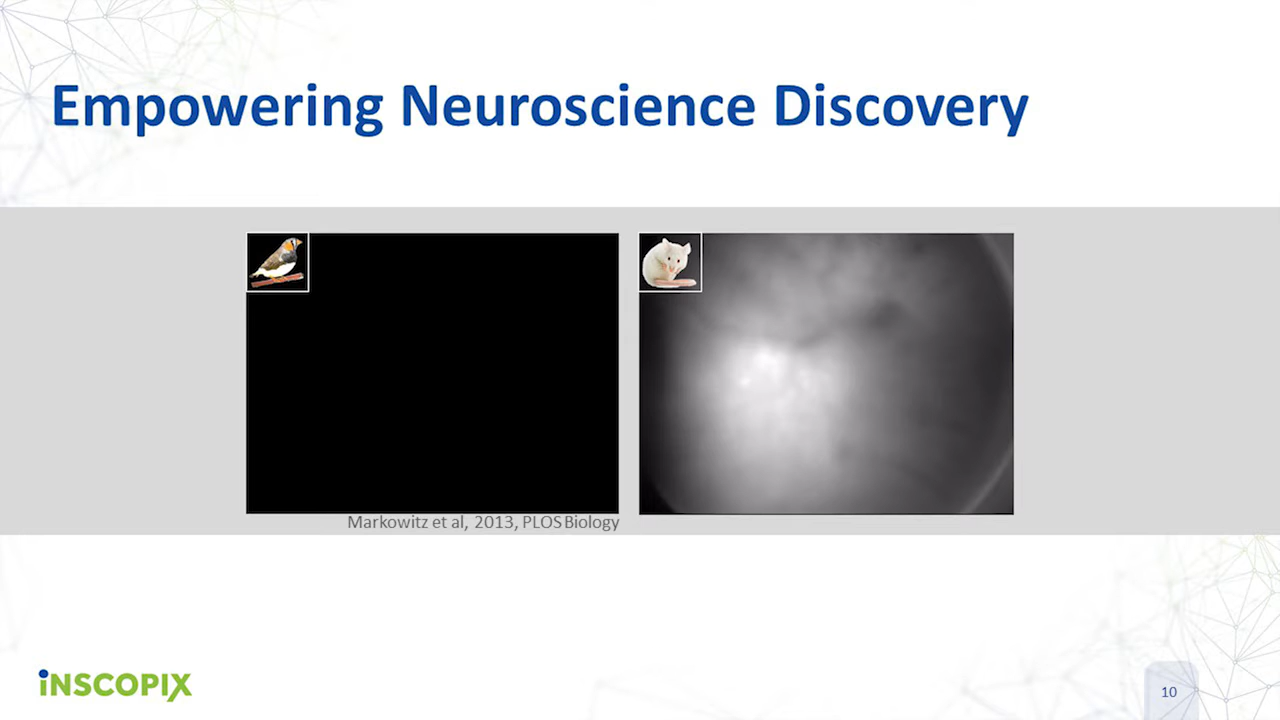 Empowering Neuroscience Discovery
Markowitz et al, 2013, PLOS Biology
iNSCOPIX
10